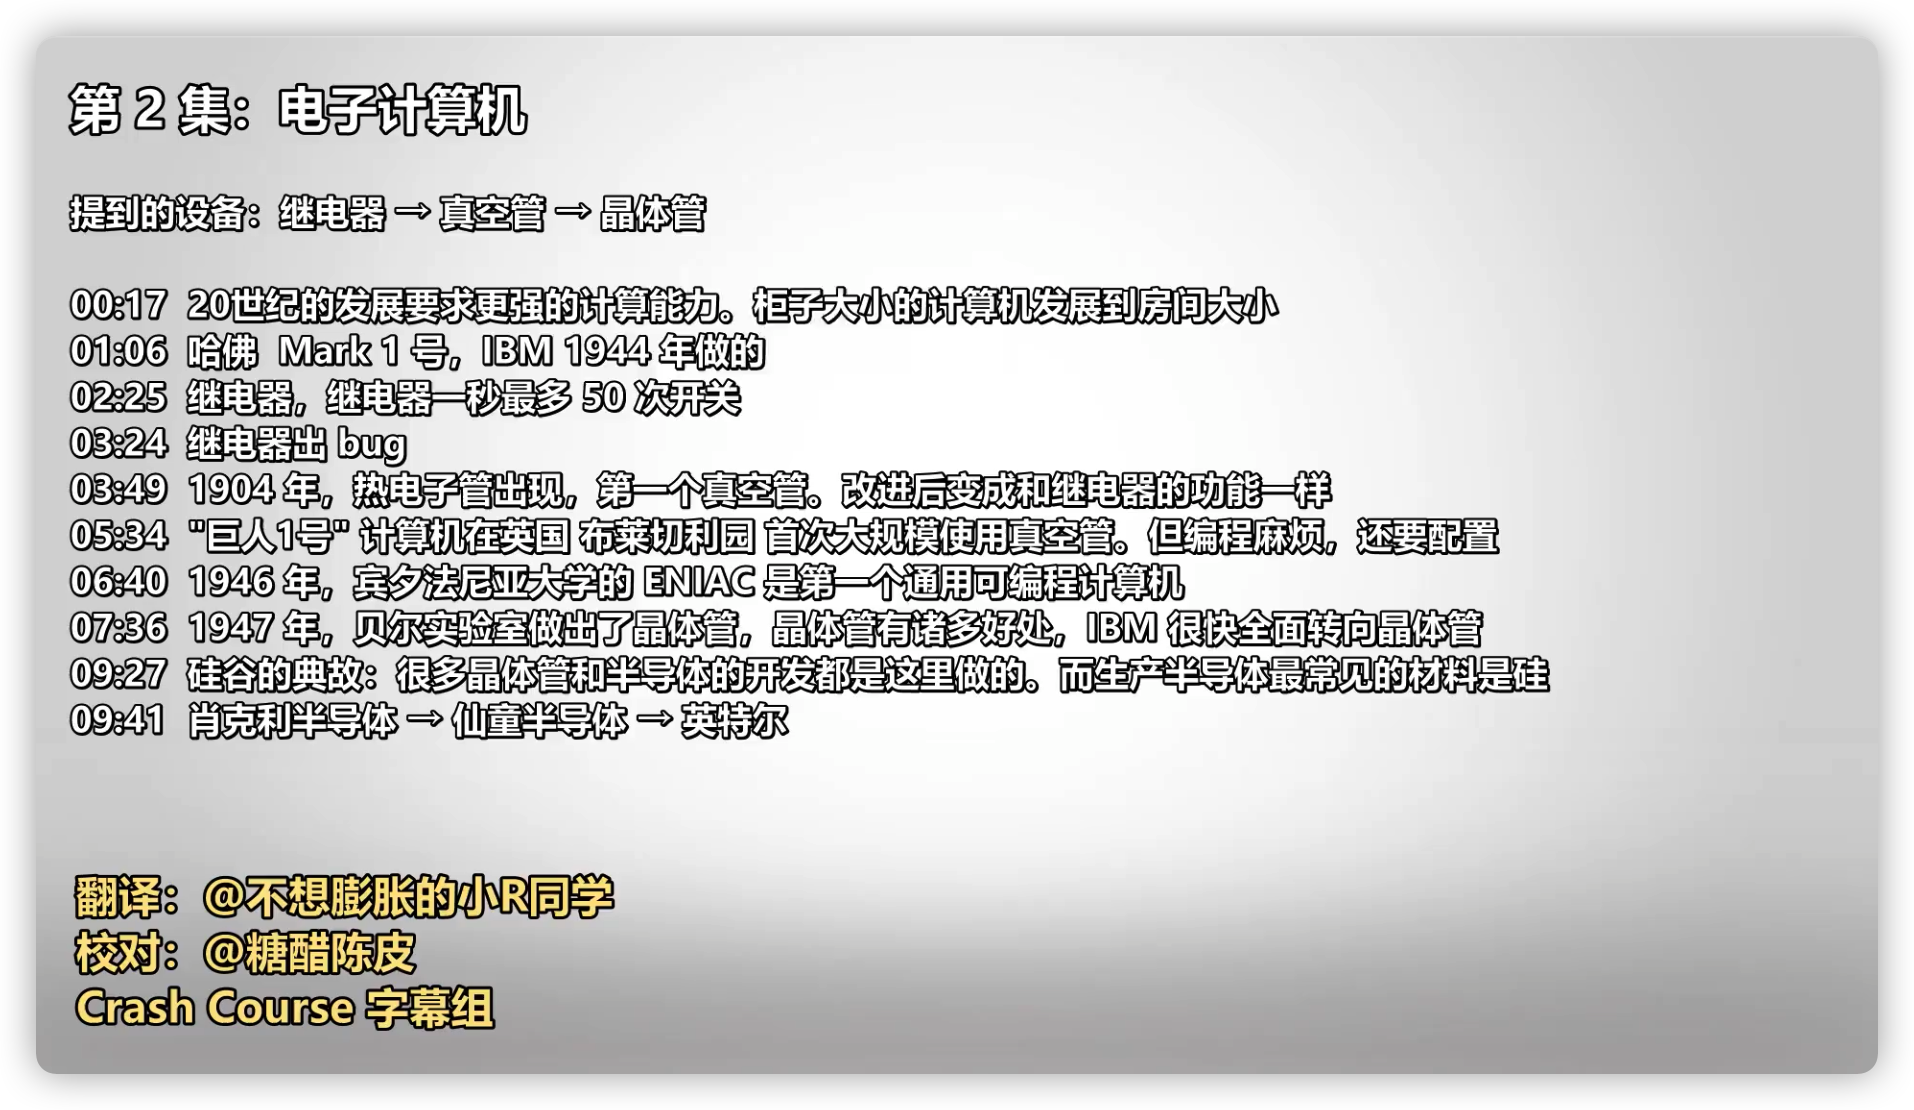 第 2 集：电子计算机
提到的设备：继电器 → 真空管 → 晶体管
00:17 20世纪的发展要求更强的计算能力。柜子大小的计算机发展到房间大小
01:06 哈佛 Mark 1 号，IBM 1944 年做的
02:25 继电器，继电器一秒最多 50 次开关
03:24 继电器出 bug
03:49 1904 年，热电子管出现，第一个真空管。改进后变成和继电器的功能一样
05:34 "巨人1号" 计算机在英国 布莱切利园 首次大规模使用真空管。但编程麻烦，还要配置
06:40 1946 年，宾夕法尼亚大学的 ENIAC 是第一个通用可编程计算机
07:36 1947 年，贝尔实验室做出了晶体管，晶体管有诸多好处，IBM 很快全面转向晶体管
09:27 硅谷的典故：很多晶体管和半导体的开发都是这里做的。而生产半导体最常见的材料是硅
09:41 肖克利半导体 → 仙童半导体 → 英特尔
翻译：@不想膨胀的小R同学
校对：@糖醋陈皮
Crash Course 字幕组